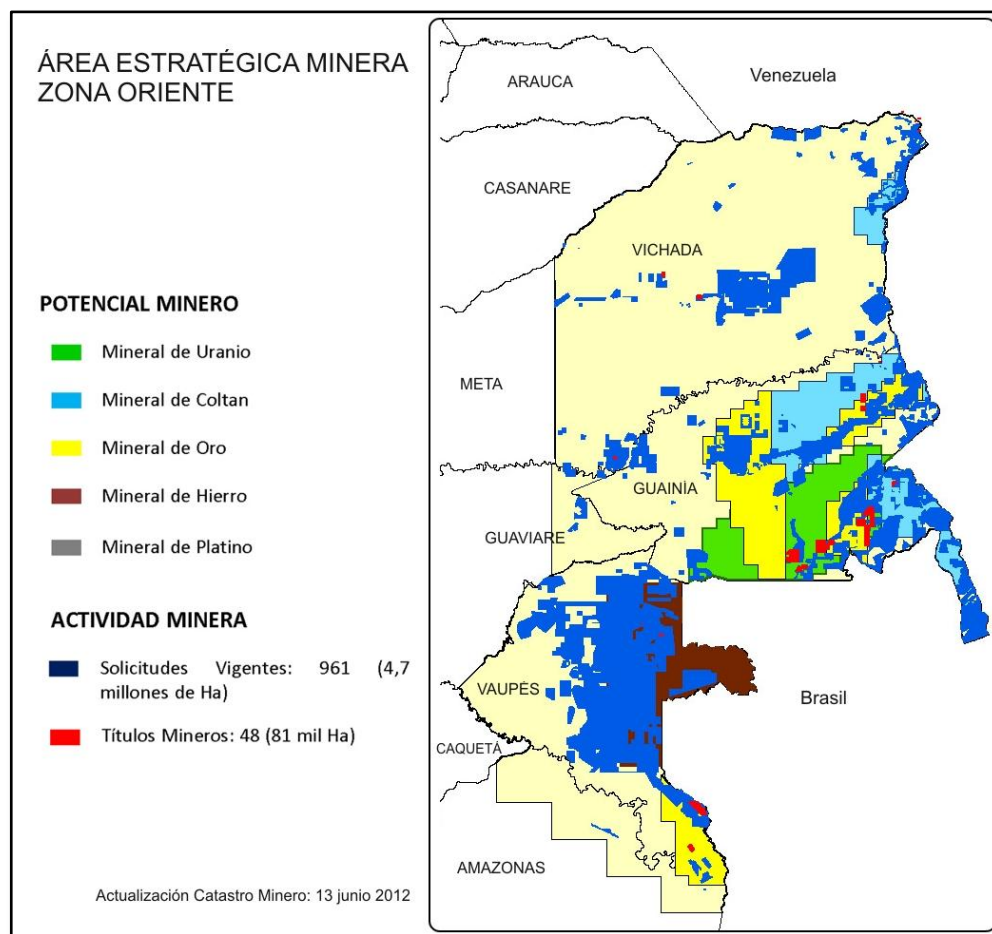 ÁREA ESTRATÉGICA MINERA
ZONA ORIENTE
POTENCIAL MINERO
Mineral de Uranio
Mineral de Coltan
Mineral de Oro
Mineral de Hierro
Mineral de Platino
ACTIVIDAD MINERA
Solicitudes Vigentes: 961 (4,7
millones de Ha)
Títulos Mineros: 48 (81 mil Ha)
Actualización Catastro Minero: 13 junio 2012
Venezuela
ARAUCA
CASANARE
VICHADA
META
GUAINÍA
GUAVIARE
VAUPÉS
Brasil
CAQUETÁ
AMAZONAS